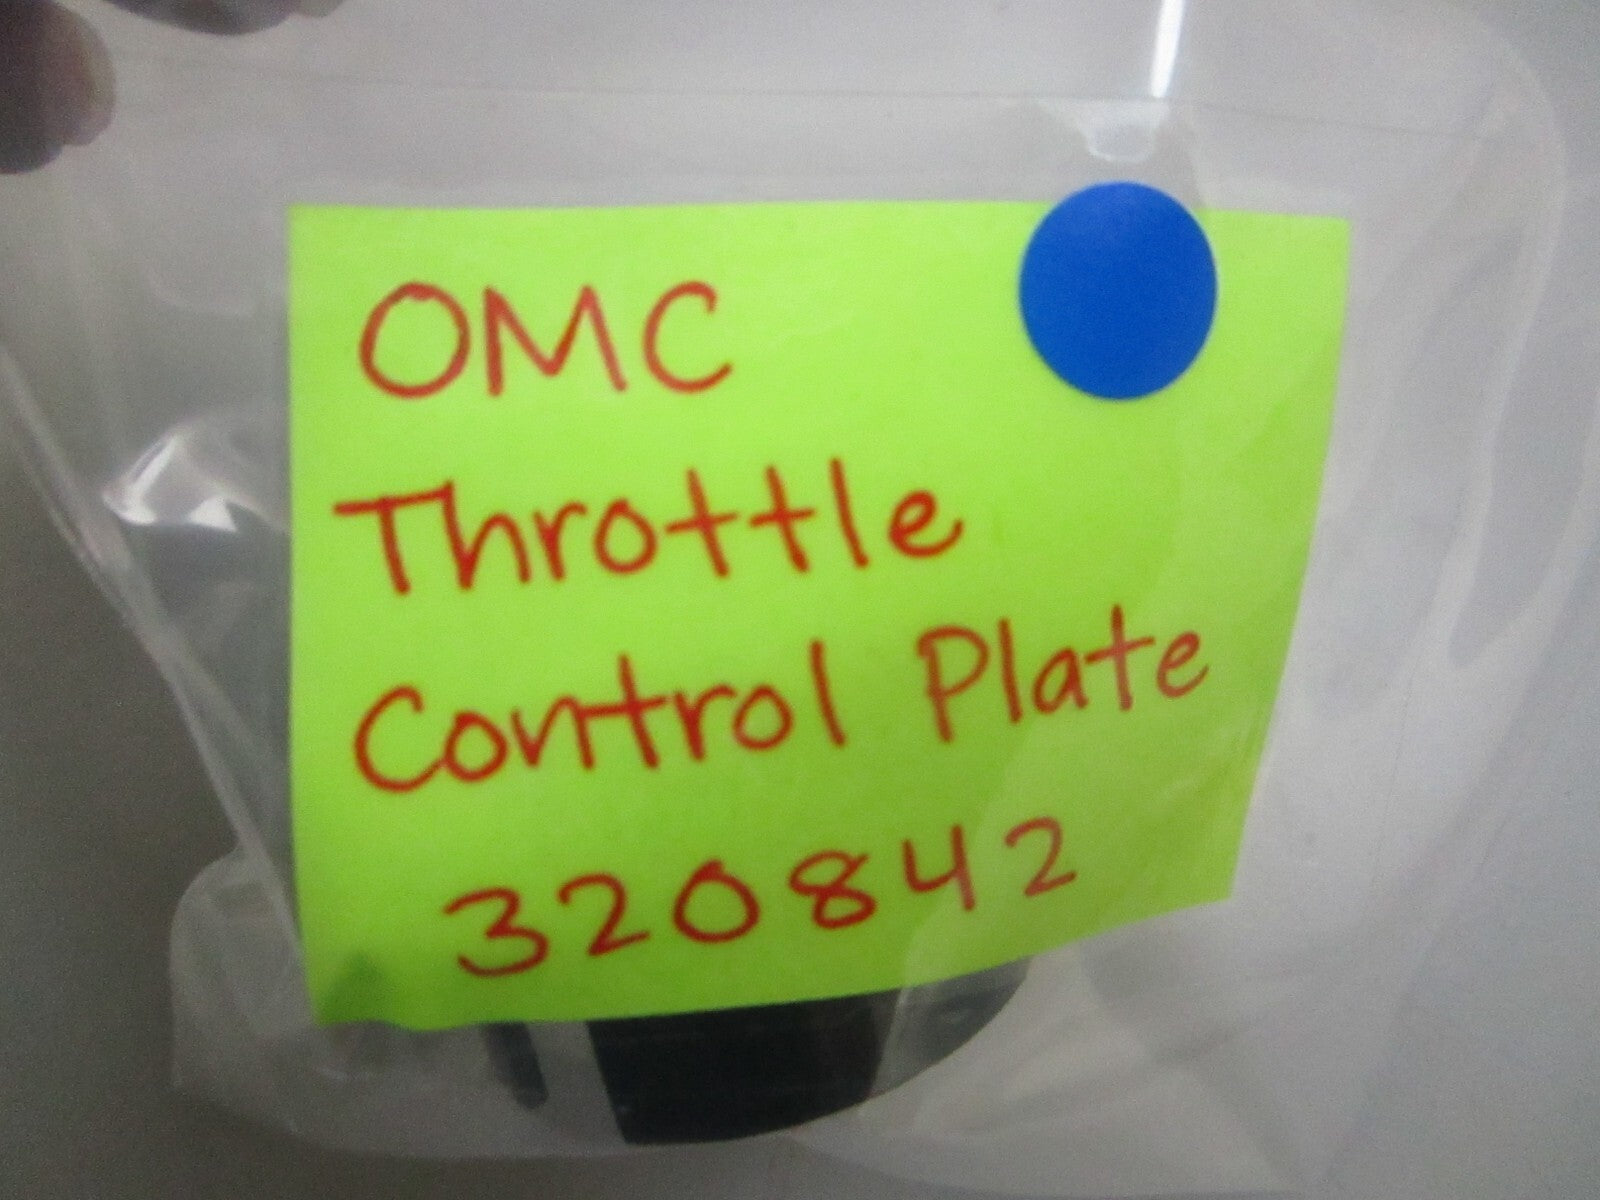 OMC
Throttle
Control Plate
320842